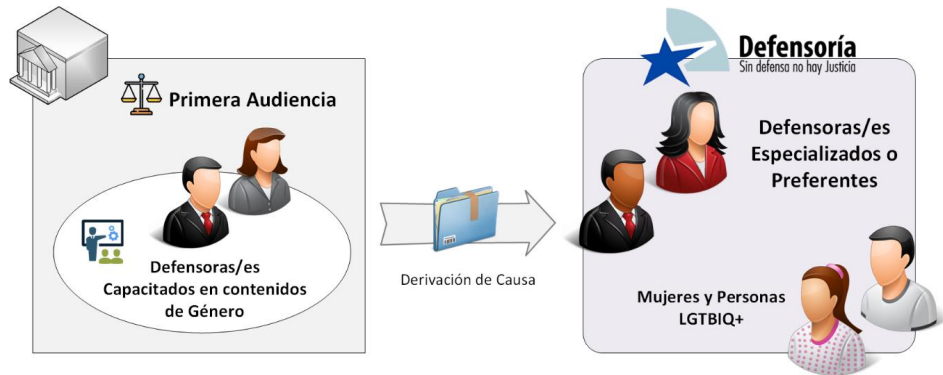 Primera Audiencia
Defensoras/es
Capacitados en contenidos
de Género
Derivación de Causa
Defensoría
Sin defensa no hay Justicia
Defensoras/es
Especializados o
Preferentes
Mujeres y Personas
LGTBIQ+